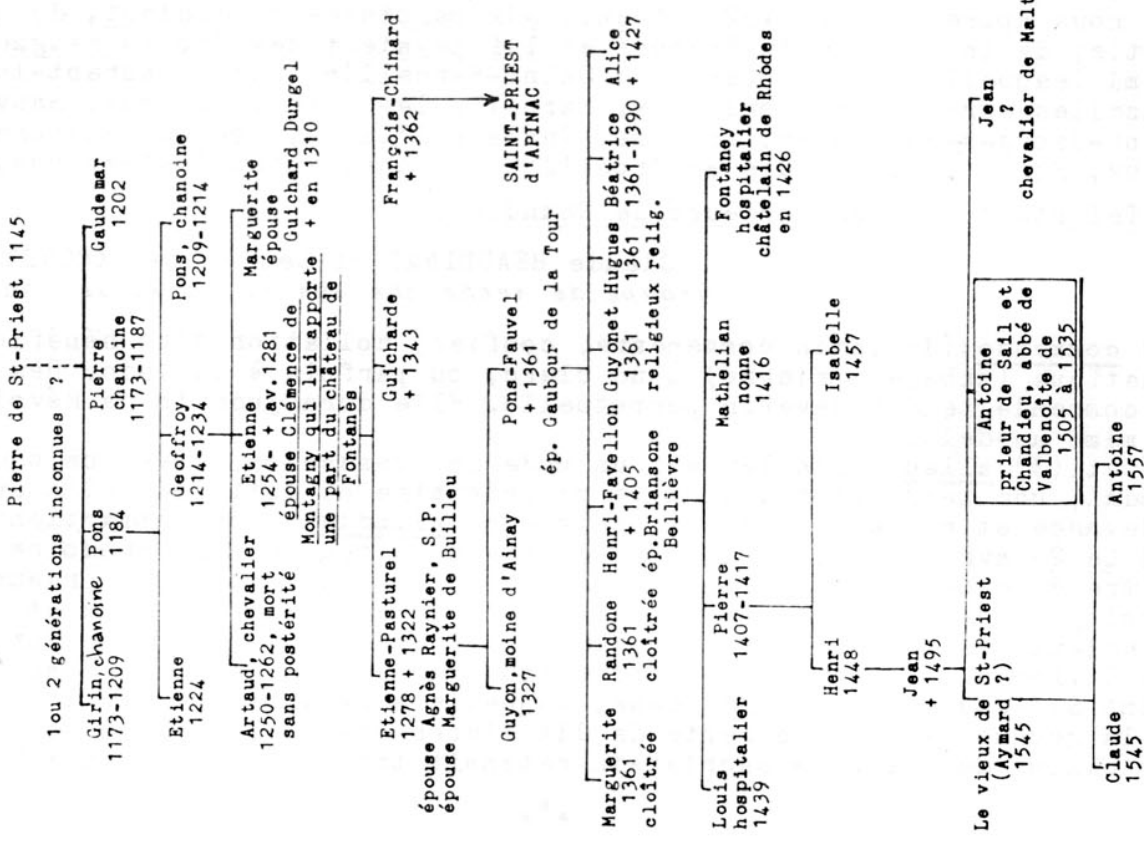 Pierre de St-Priest 1145
1 ou 2 générations inconnues ?
Girin, chanoine
1173-1209
Pons
1184
Pierre
chanoine
1173-1187
Gaudemar
1202
Etienne
1224
Geoffroy
1214-1234
Pons, chanoine
1209-1214
Artaud, chevalier
1250-1262, mort
sans postérité
Etienne
1254- + av.1281
épouse Clémence de
Montagny qui lui apporte
une part du château de
Fontanès
Marguerite
épouse
Guichard Durgel
+ en 1310
Etienne-Pasturel
1278 + 1322
épouse Agnès Raynier, S.P.
épouse Marguerite de Builleu
Guicharde
+ 1343
François-Chinard
+ 1362
Guyon, moine d'Ainay
1327
Pons-Fauvel
+ 1361
ép. Gaubour de la Tour
SAINT-PRIEST
d'APINAC
Marguerite
1361
cloîtrée
Randone
1361
cloîtrée
Henri-Favellon
+ 1405
ép.Briansone
Bellièvre
Guyonet
1361
religieux
Hugues
1361
relig.
Béatrice
1361-1390
Alice
+ 1427
Louis
hospitalier
1439
Pierre
1407-1417
Mathelian
nonne
1416
Fontaney
hospitalier
châtelain de Rhodes
en 1426
Henri
1448
Isabelle
1457
Jean
+ 1495
Le vieux de St-Priest
(Aymard ?)
1545
Antoine
prieur de Sail et
Chandieu, abbé de
Valbenoîte de
1505 à 1535
Jean
?
chevalier de Malt
Claude
1545
Antoine
1557